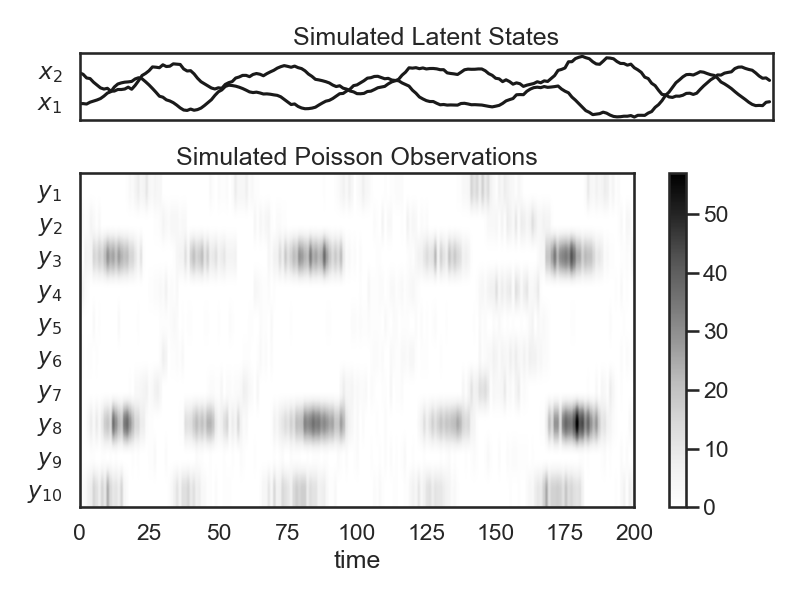 Simulated Latent States
x2
x1
Simulated Poisson Observations
y1
y2
y3
y4
y5
y6
y7
y8
y9
y10
0 25 50 75 100 125 150 175 200
time
50
40
30
20
10
0